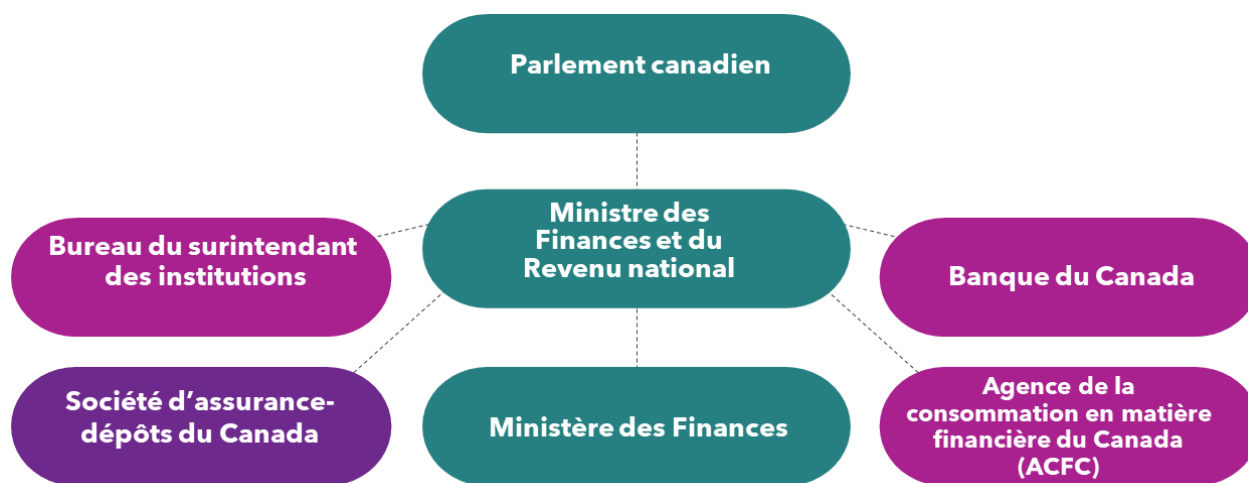 Parlement canadien
Ministre des
Finances et du
Revenu national
Bureau du surintendant
des institutions
Banque du Canada
Société d’assurance-
dépôts du Canada
Ministère des Finances
Agence de la
consommation en matière
financière du Canada
(ACFC)